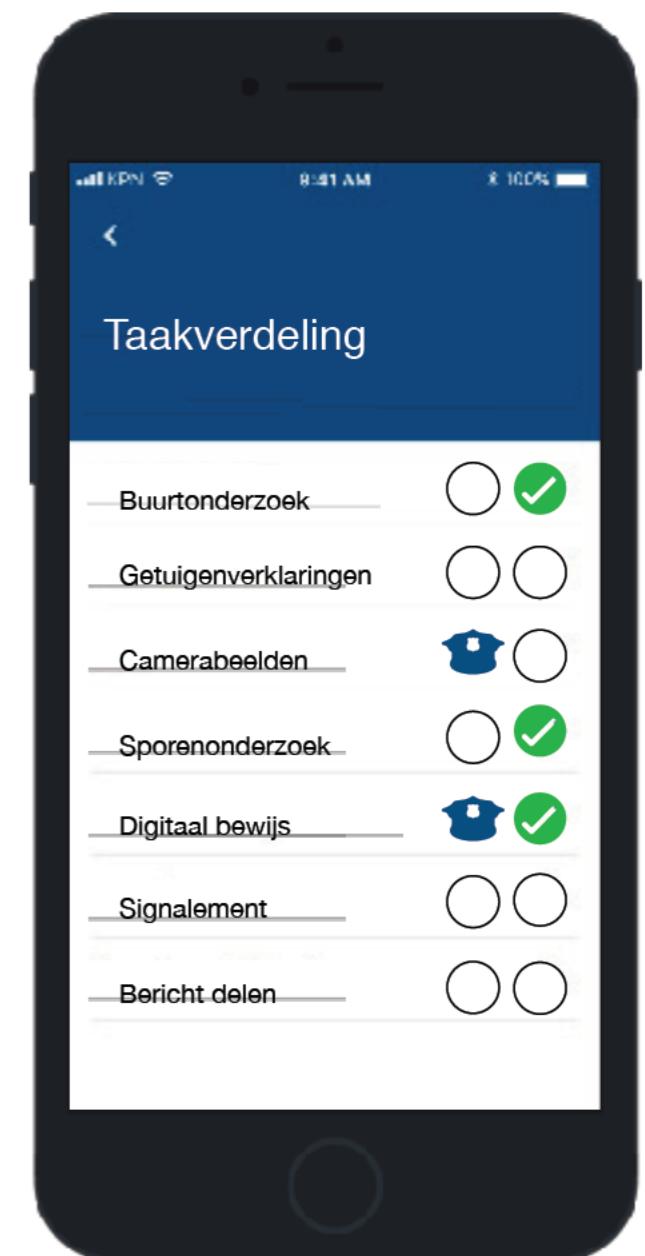 KPN 9:41 AM 100%
Taakverdeling
Buurtonderzoek
Getuigenverklaringen
Camerabeelden
Sporenonderzoek
Digitaal bewijs
Signalement
Bericht delen